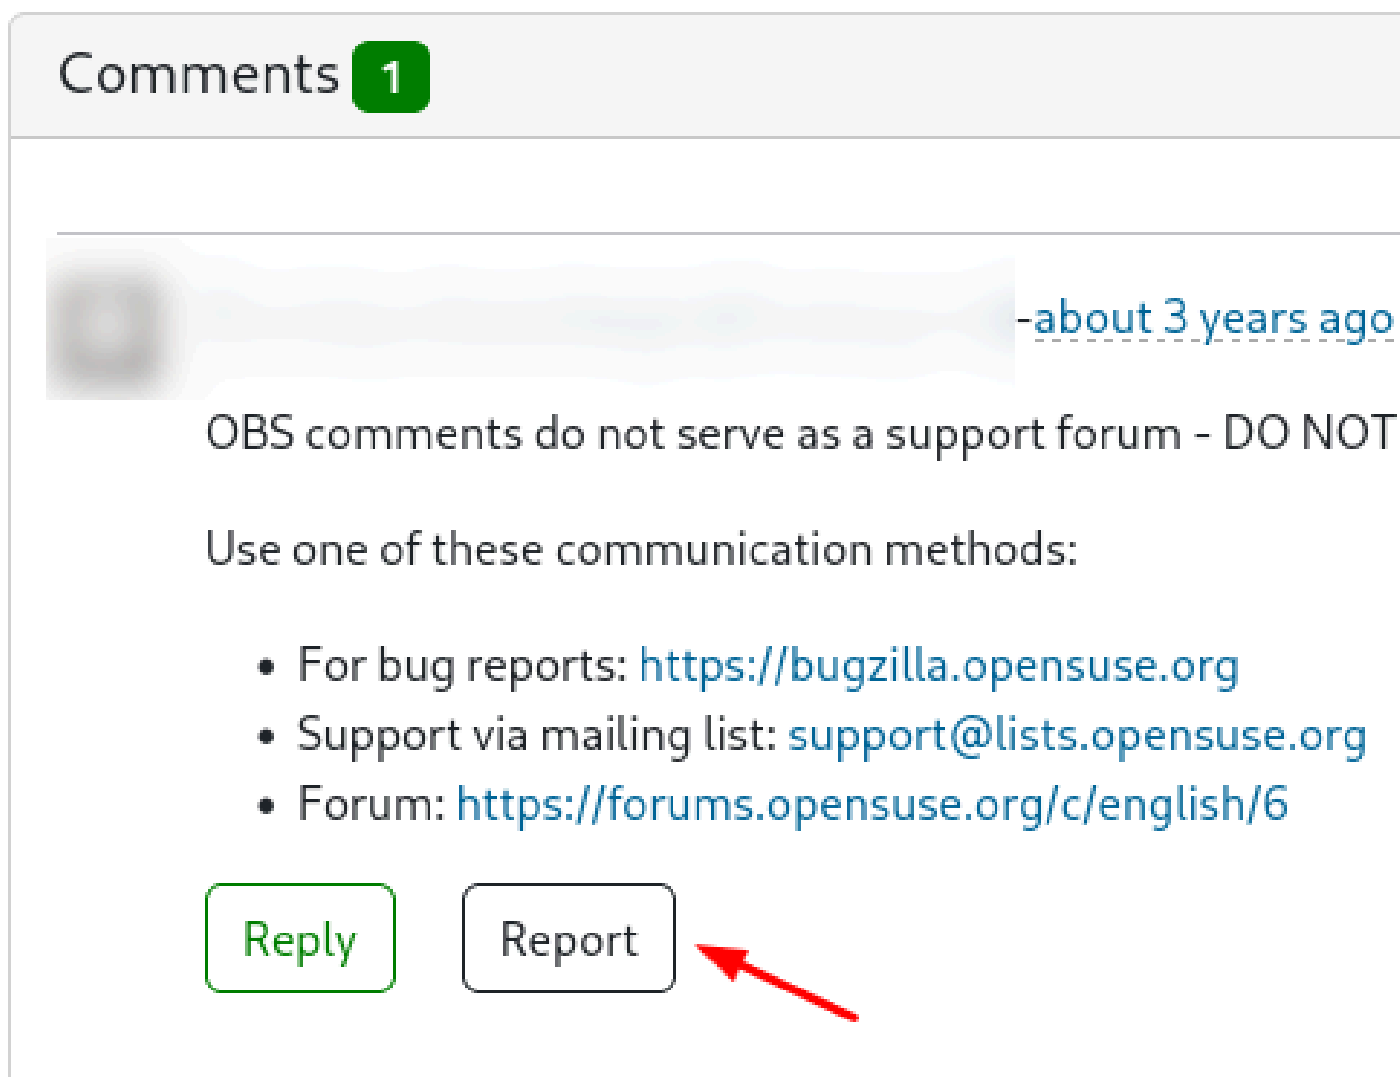 Comments 1
-about 3 years ago
OBS comments do not serve as a support forum - DO NOT
Use one of these communication methods:
• For bug reports: https://bugzilla.opensuse.org
• Support via mailing list: support@lists.opensuse.org
• Forum: https://forums.opensuse.org/c/english/6
Reply Report